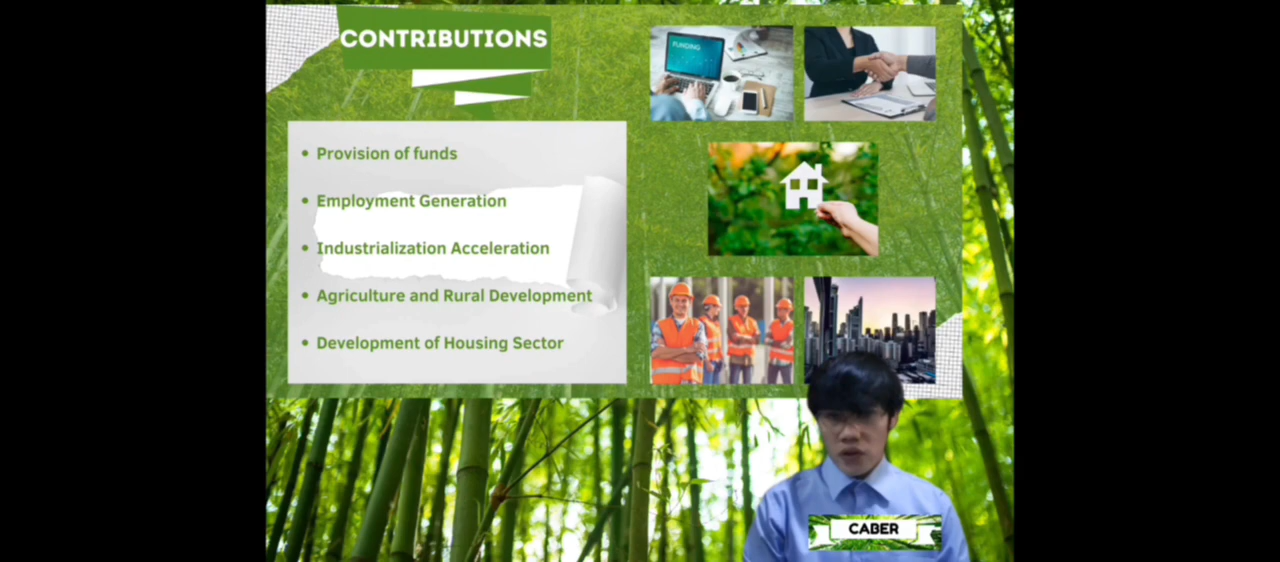 CONTRIBUTIONS
FUNDING
• Provision of funds
• Employment Generation
• Industrialization Acceleration
• Agriculture and Rural Development
• Development of Housing Sector
CABER